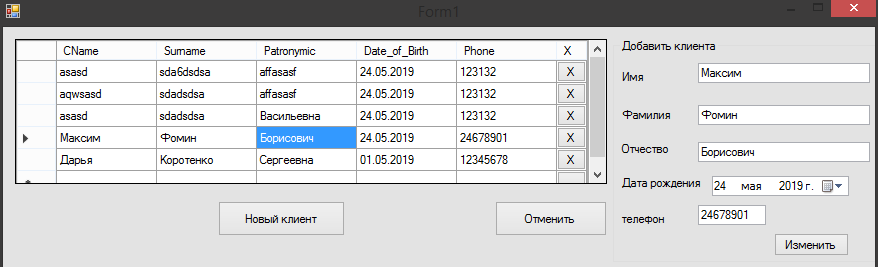 Form1
CName Surname Patronymic Date_of_Birth Phone X
asasd sda6dsdsa affasasf 24.05.2019 123132 X
aqwsasd sdadsdsa affasasf 24.05.2019 123132 X
asasd sdadsdsa Васильевна 24.05.2019 123132 X
Максим Фомин Борисович 24.05.2019 24678901 X
Дарья Коротенко Сергеевна 01.05.2019 12345678 X
Новый клиент Отменить
Добавить клиента
Имя Максим
Фамилия Фомин
Отчество Борисович
Дата рождения 24 мая 2019 г.
телефон 24678901
Изменить